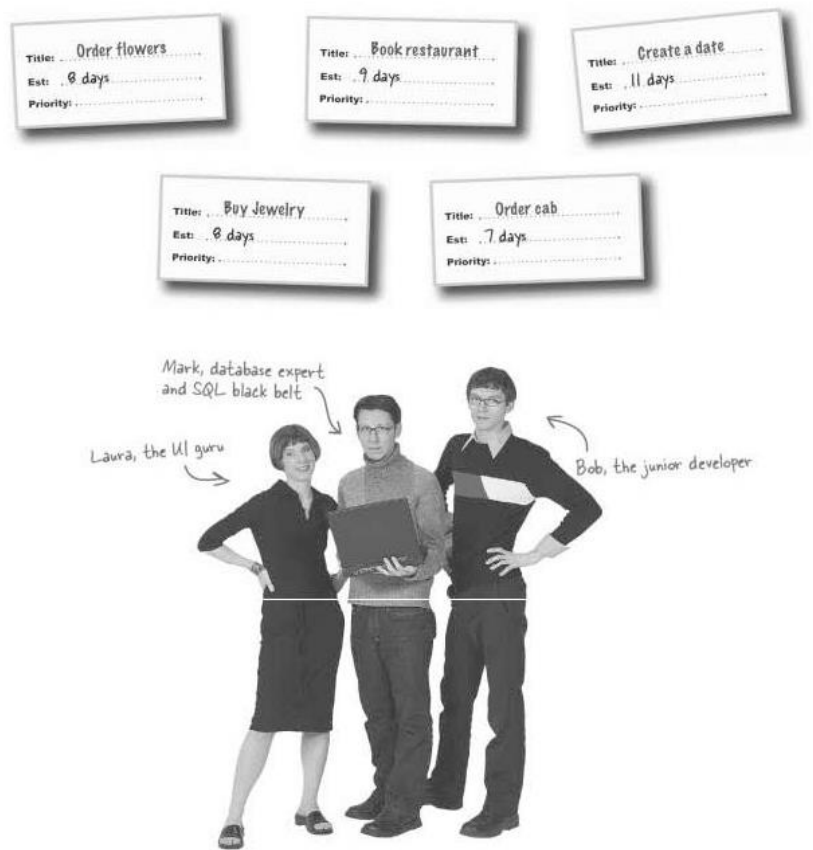 Title: Order flowers
Est: 8 days
Priority:
Title: Book restaurant
Est: 9 days
Priority:
Title: Create a date
Est: 11 days
Priority:
Title: Buy Jewelry
Est: 8 days
Priority:
Title: Order cab
Est: 7 days
Priority:
Mark, database expert
and SQL black belt
Laura, the UI guru
Bob, the junior developer